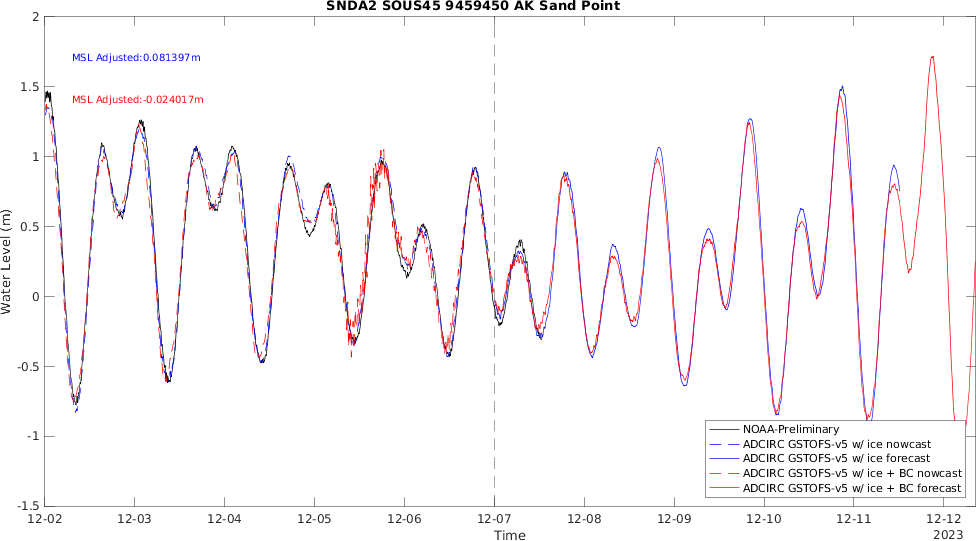 SNDA2 SOUS45 9459450 AK Sand Point
MSL Adjusted:0.081397m
MSL Adjusted:-0.024017m
Water Level (m)
2
1.5
1
0.5
0
-0.5
-1
-1.5
NOAA-Preliminary
ADCIRC GSTOFS-v5 w/ ice nowcast
ADCIRC GSTOFS-v5 w/ ice forecast
ADCIRC GSTOFS-v5 w/ ice + BC nowcast
ADCIRC GSTOFS-v5 w/ ice + BC forecast
12-02 12-03 12-04 12-05 12-06 12-07 12-08 12-09 12-10 12-11 12-12
Time
2023